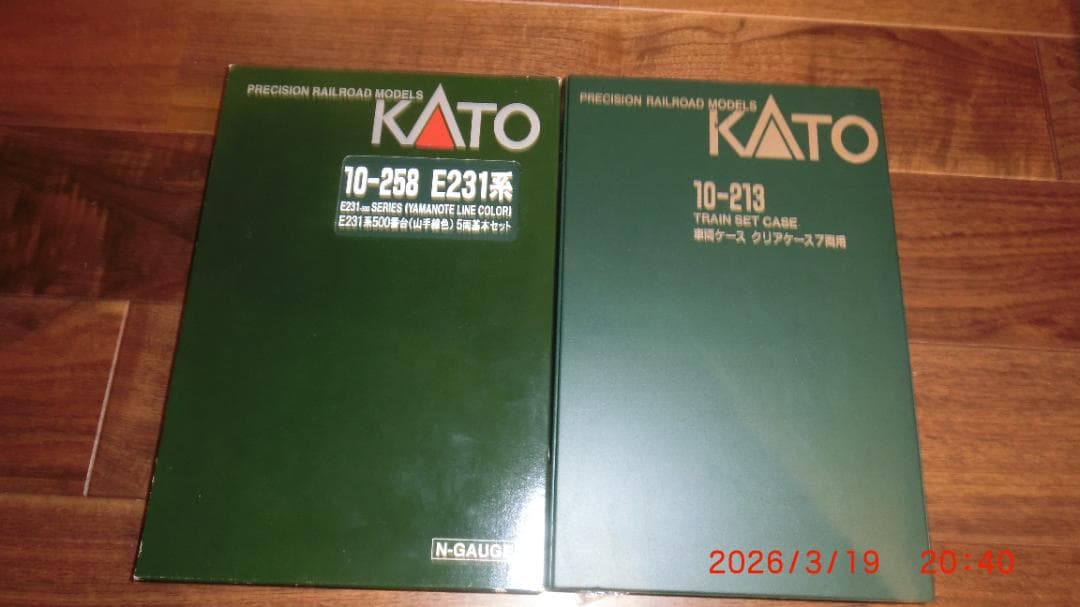 PRECISION RAILROAD MODELS
KATO
10-258 E231系
E231-500 SERIES (YAMANOTE LINE COLOR)
E231系500番台(山手線色) 5両基本セット
N-GAUGE
PRECISION RAILROAD MODELS
KATO
10-213
TRAIN SET CASE
車両ケース クリアケース7両用
2026/3/19 20:40